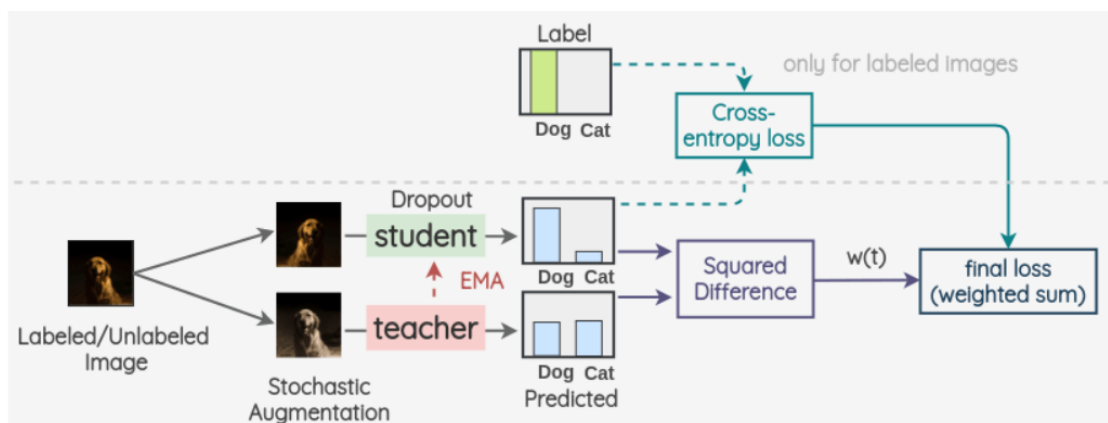 Label
only for labeled images
Dog Cat
Cross-
entropy loss
Dropout
student
Dog Cat
EMA
Squared
Difference
w(t)
final loss
(weighted sum)
teacher
Labeled/Unlabeled
Image
Dog Cat
Stochastic
Augmentation
Predicted